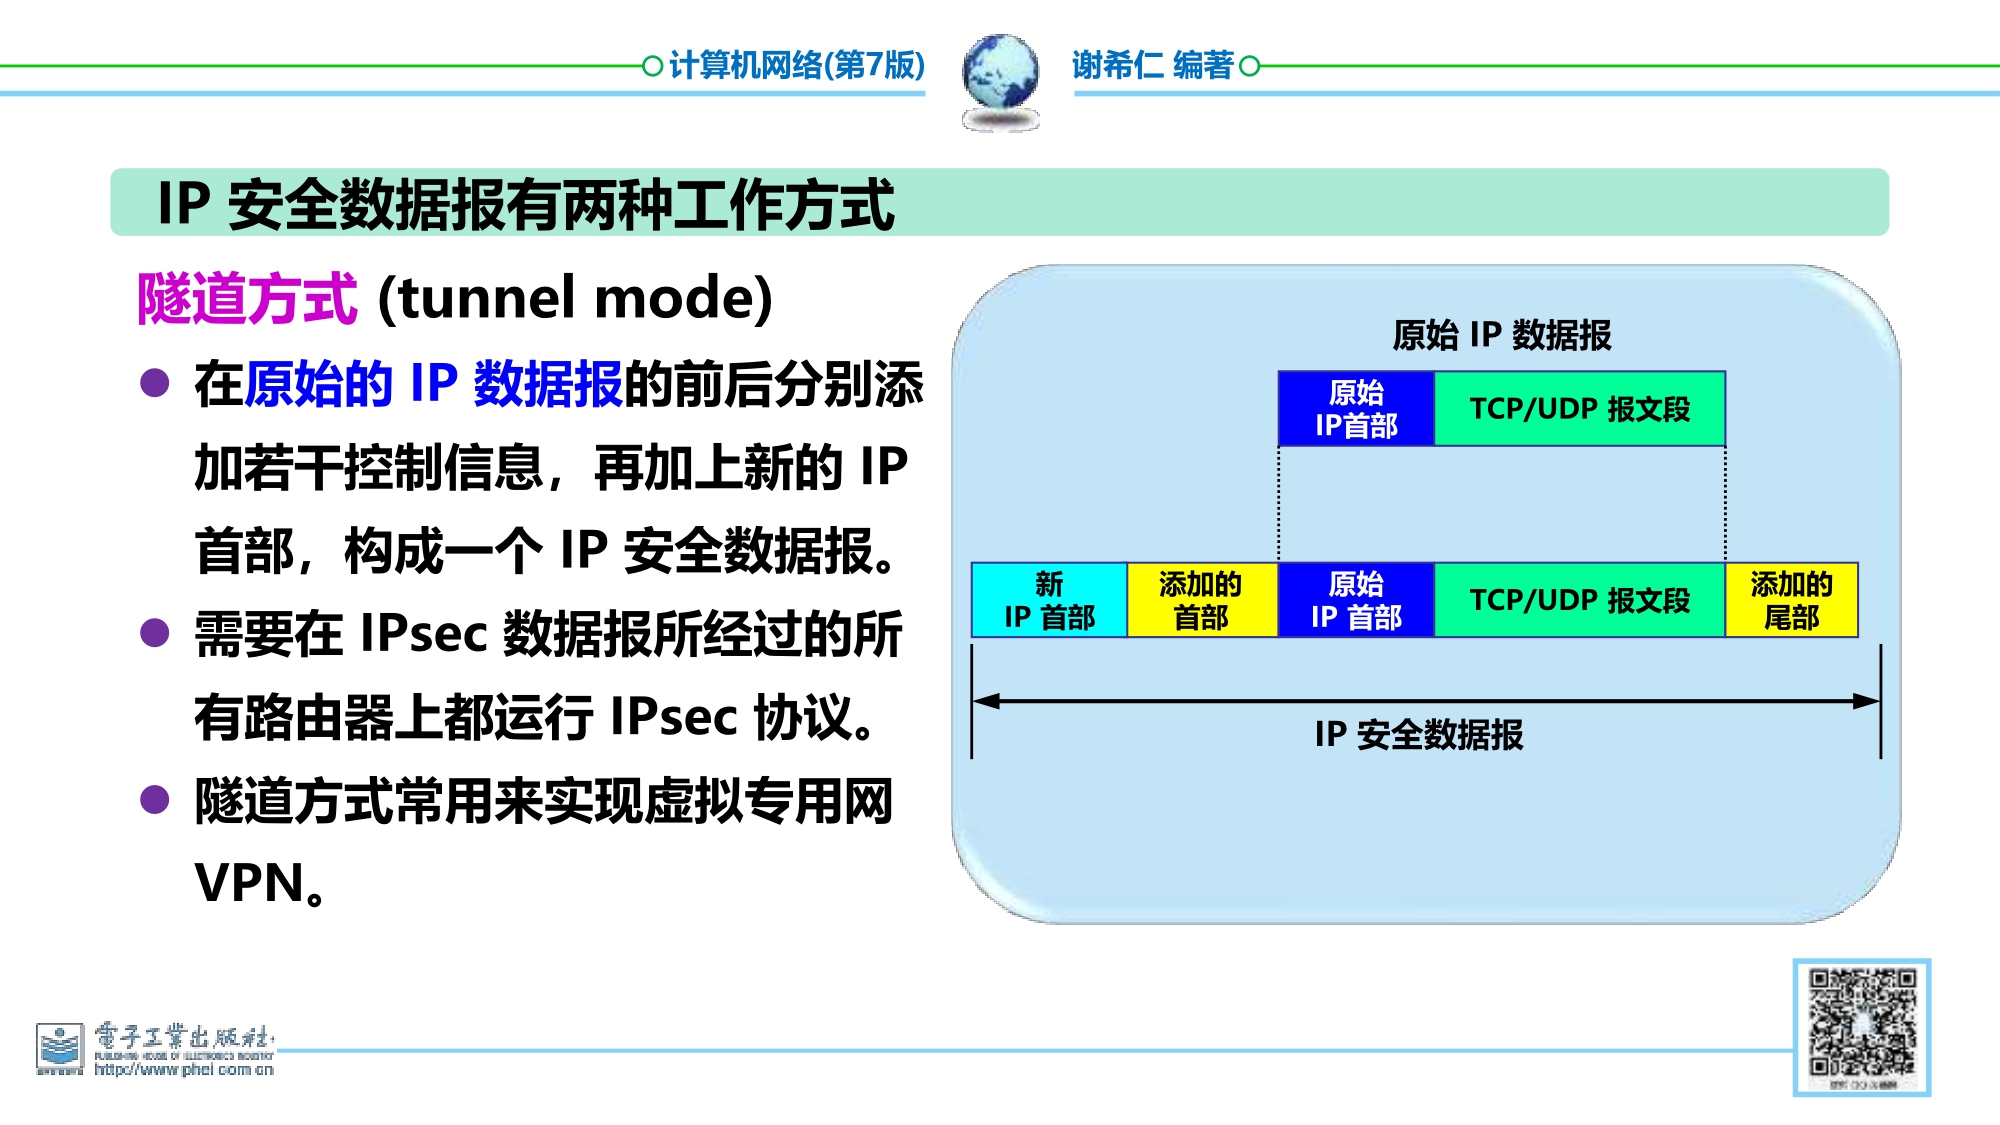 计算机网络(第7版)
谢希仁 编著
IP 安全数据报有两种工作方式
隧道方式 (tunnel mode)
在原始的 IP 数据报的前后分别添
加若干控制信息，再加上新的 IP
首部，构成一个 IP 安全数据报。
需要在 IPsec 数据报所经过的所
有路由器上都运行 IPsec 协议。
隧道方式常用来实现虚拟专用网
VPN。
原始 IP 数据报
原始
IP首部
TCP/UDP 报文段
新
IP 首部
添加的
首部
原始
IP 首部
TCP/UDP 报文段
添加的
尾部
IP 安全数据报
電子工業出版社
PUBLISHING HOUSE OF ELECTRONICS INDUSTRY
http://www.phei.com.cn